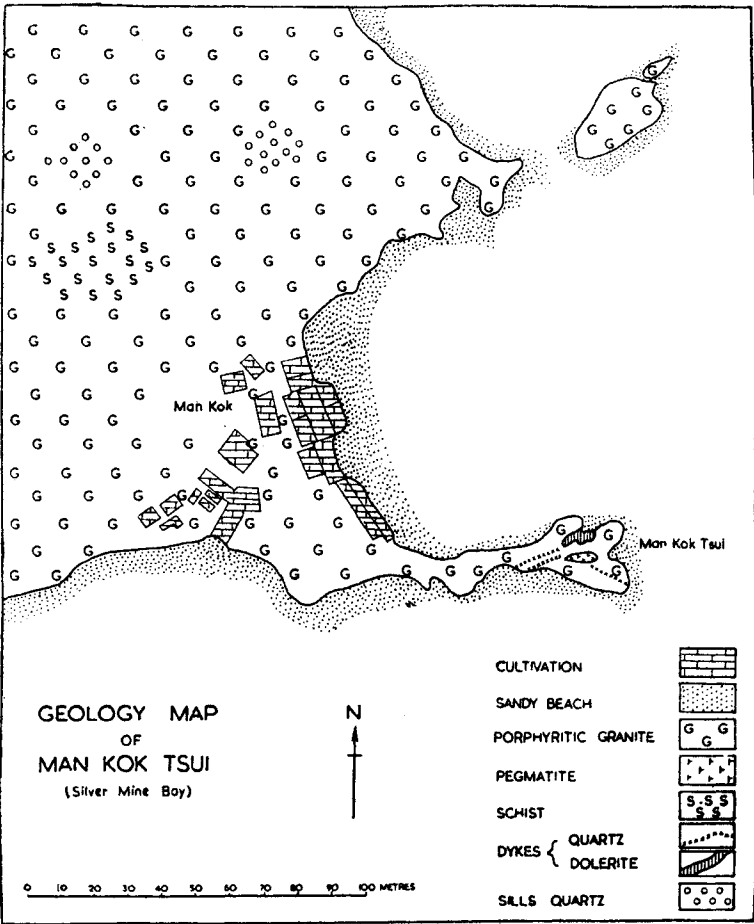 Man Kok
Man Kok Tsui
GEOLOGY MAP
OF
MAN KOK TSUI
(Silver Mine Bay)
N
0 10 20 30 40 50 60 70 80 90 100 METRES
CULTIVATION
SANDY BEACH
PORPHYRITIC GRANITE
G G
G
PEGMATITE
SCHIST
S S S
S S
DYKES { QUARTZ
DOLERITE
SILLS QUARTZ